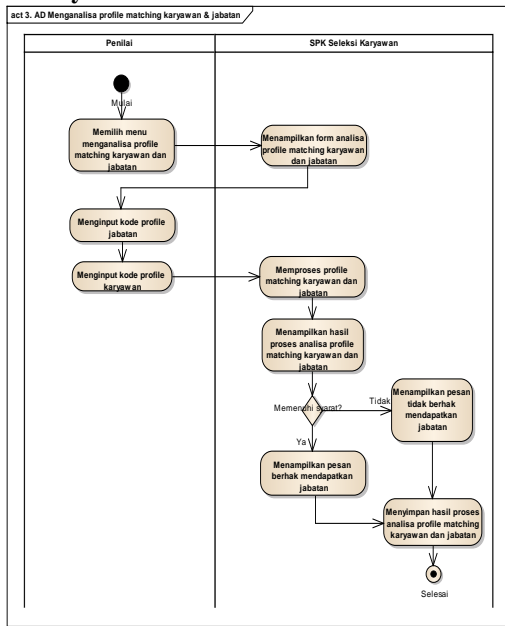 act 3. AD Menganalisa profile matching karyawan & jabatan
Penilai
SPK Seleksi Karyawan
Mulai
Memilih menu
menganalisa profile
matching karyawan dan
jabatan
Menampilkan form analisa
profile matching karyawan
dan jabatan
Menginput kode profile
jabatan
Menginput kode profile
karyawan
Memproses profile
matching karyawan dan
jabatan
Menampilkan hasil
proses analisa profile
matching karyawan dan
jabatan
Memenuhi syarat?
Tidak
Menampilkan pesan
tidak berhak
mendapatkan
jabatan
Ya
Menampilkan pesan
berhak mendapatkan
jabatan
Menyimpan hasil proses
analisa profile matching
karyawan dan jabatan
Selesai